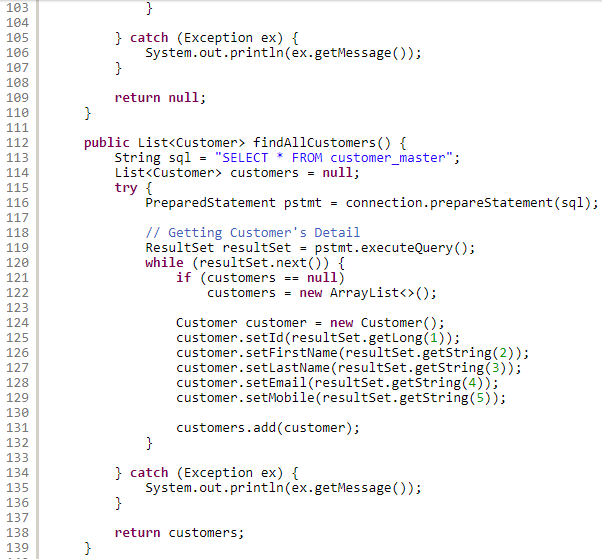 103                }
104
105            } catch (Exception ex) {
106                System.out.println(ex.getMessage());
107            }
108
109            return null;
110        }
111
112        public List<Customer> findAllCustomers() {
113            String sql = "SELECT * FROM customer_master";
114            List<Customer> customers = null;
115            try {
116                PreparedStatement pstmt = connection.prepareStatement(sql);
117
118                // Getting Customer's Detail
119                ResultSet resultSet = pstmt.executeQuery();
120                while (resultSet.next()) {
121                    if (customers == null)
122                        customers = new ArrayList<>();
123
124                    Customer customer = new Customer();
125                    customer.setId(resultSet.getLong(1));
126                    customer.setFirstName(resultSet.getString(2));
127                    customer.setLastName(resultSet.getString(3));
128                    customer.setEmail(resultSet.getString(4));
129                    customer.setMobile(resultSet.getString(5));
130
131                    customers.add(customer);
132                }
133
134            } catch (Exception ex) {
135                System.out.println(ex.getMessage());
136            }
137
138            return customers;
139        }